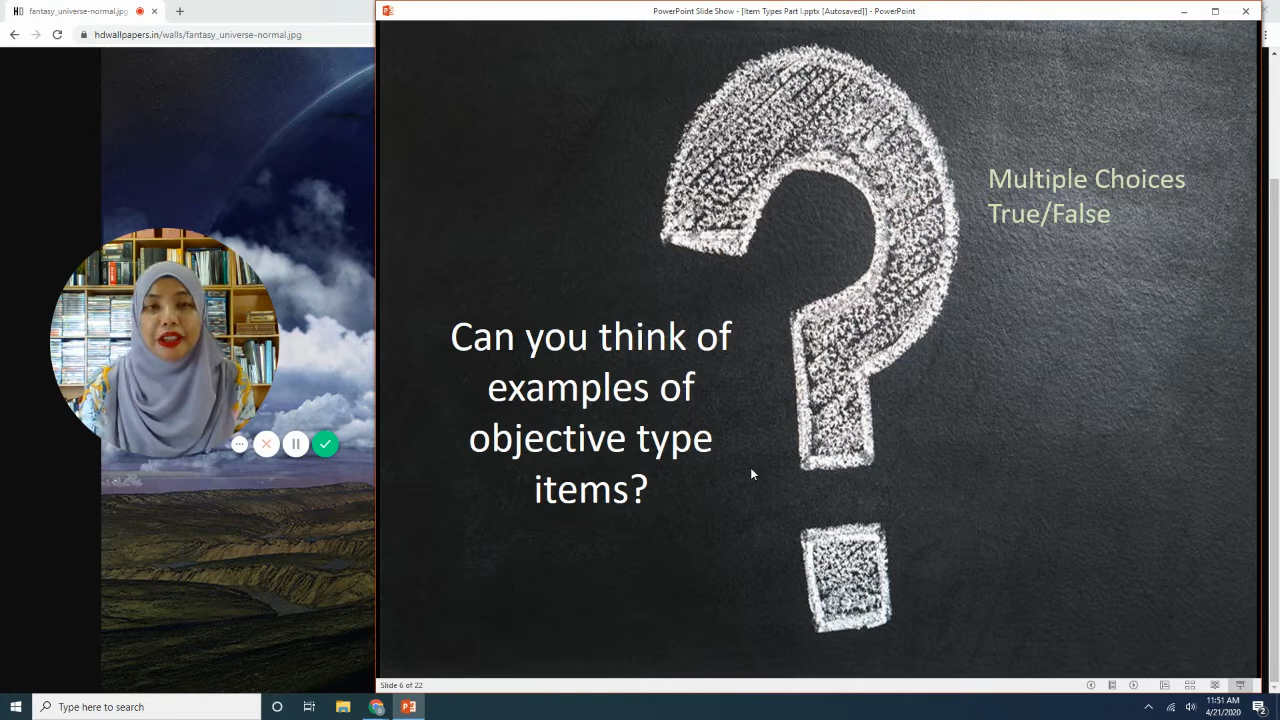 fantasy_universe-normal.jpg
PowerPoint Slide Show - [Item Types Part I.pptx [Autosaved]] - PowerPoint
hdwallpapers.in/walls/fantasy_universe-normal.jpg
Multiple Choices
True/False
Can you think of
examples of
objective type
items?
Slide 6 of 22
Type here to search
11:51 AM
4/21/2020
2